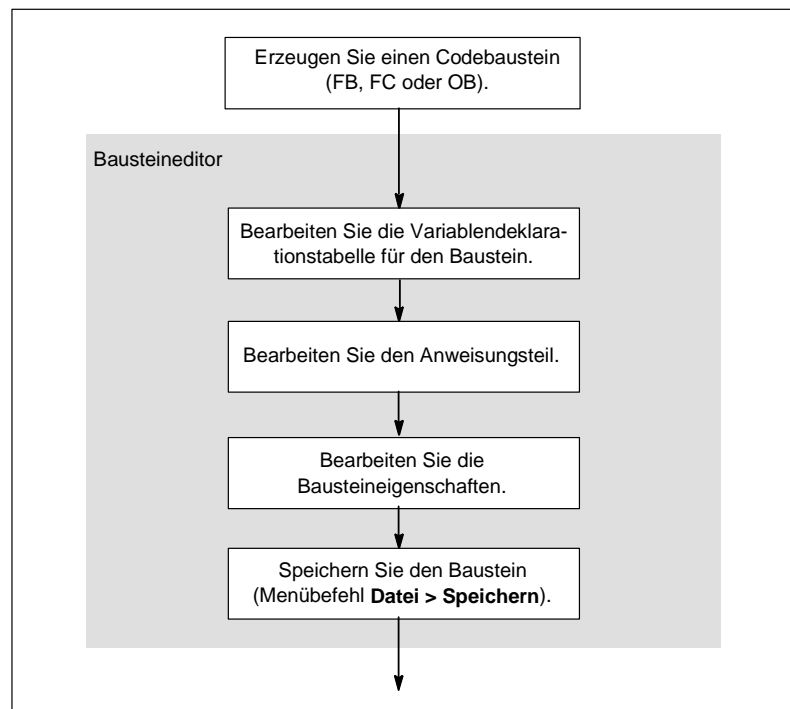 Erzeugen Sie einen Codebaustein
(FB, FC oder OB).
Bausteineditor
Bearbeiten Sie die Variablendeklara-
tionstabelle für den Baustein.
Bearbeiten Sie den Anweisungsteil.
Bearbeiten Sie die
Bausteineigenschaften.
Speichern Sie den Baustein
(Menübefehl Datei > Speichern).